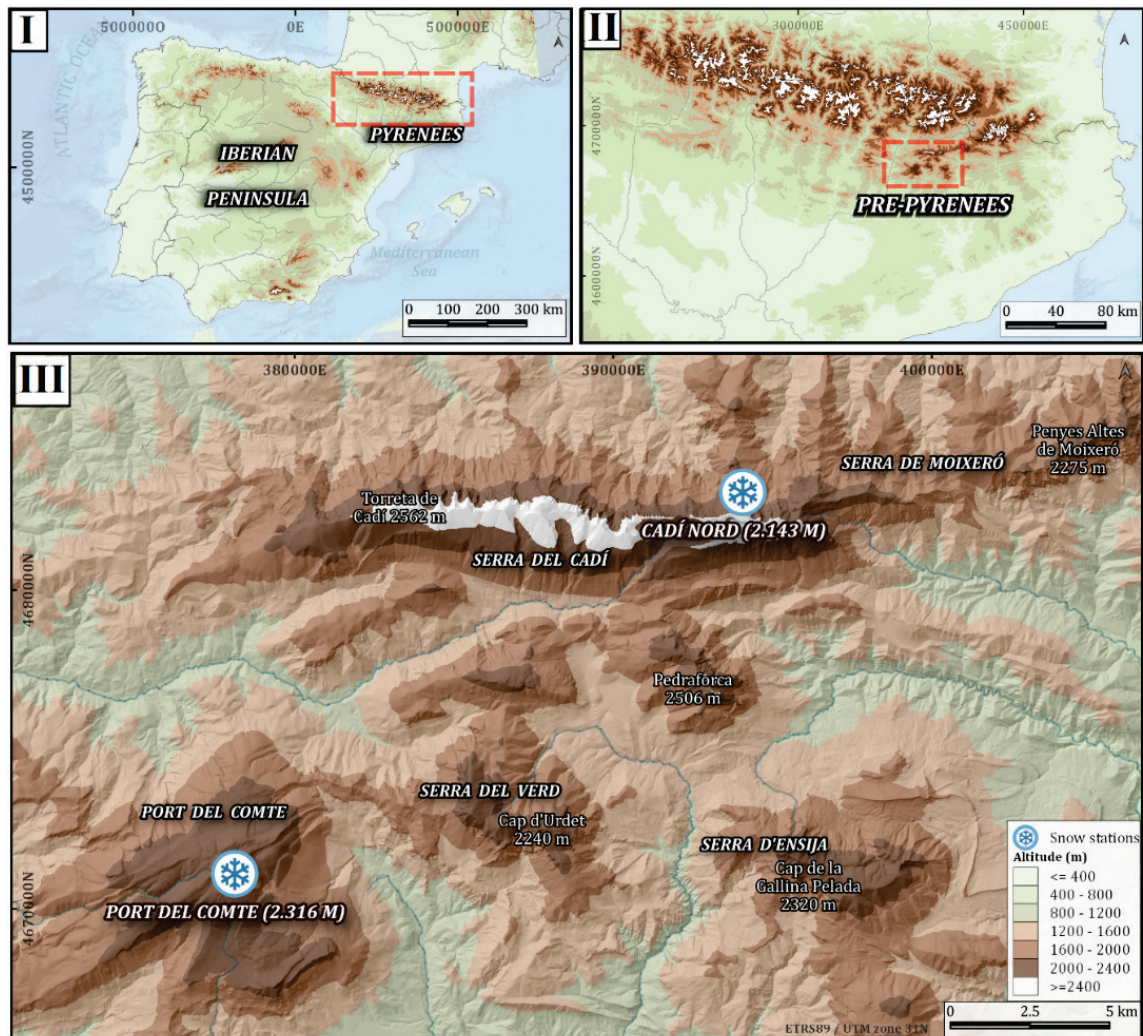 I
5000000W
0E
500000E
ATLANTIC OCEAN
4500000N
PYRENEES
IBERIAN
PENINSULA
Mediterranean
Sea
0 100 200 300 km
II
300000E
450000E
4700000N
4600000N
PRE-PYRENEES
0 40 80 km
III
380000E
390000E
400000E
4680000N
4670000N
Penyes Altes
de Moixeró
2275 m
SERRA DE MOIXERÓ
Torreta de
Cadí 2562 m
CADÍ NORD (2.143 M)
SERRA DEL CADÍ
Pedraforca
2506 m
SERRA DEL VERD
Cap d'Urdet
2240 m
PORT DEL COMTE
PORT DEL COMTE (2.316 M)
SERRA D'ENSIJA
Cap de la
Gallina Pelada
2320 m
Snow stations
Altitude (m)
<= 400
400 - 800
800 - 1200
1200 - 1600
1600 - 2000
2000 - 2400
>=2400
0 2.5 5 km
ETRS89 / UTM zone 31N